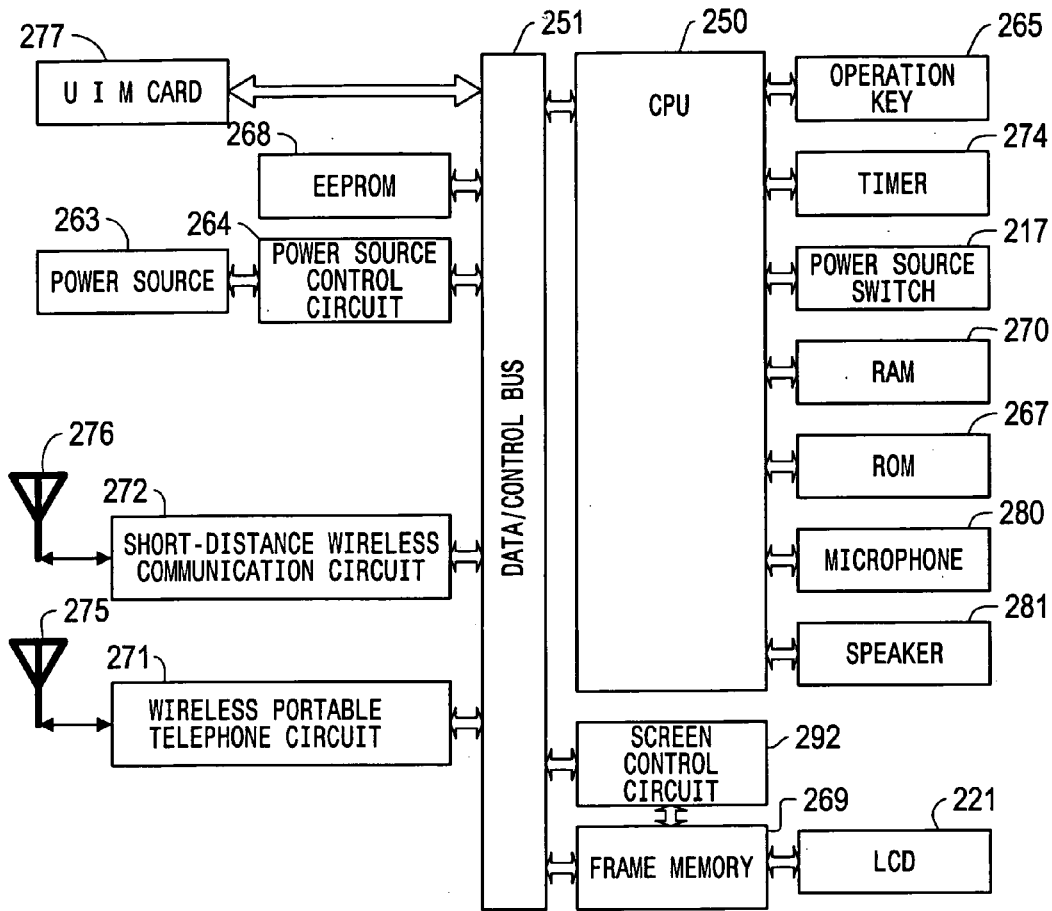 277
251
250
265
U I M CARD
CPU
OPERATION
KEY
268
274
EEPROM
TIMER
263
264
217
POWER SOURCE
POWER SOURCE
CONTROL
CIRCUIT
POWER SOURCE
SWITCH
270
RAM
DATA/CONTROL BUS
267
ROM
276
272
280
SHORT-DISTANCE WIRELESS
COMMUNICATION CIRCUIT
MICROPHONE
275
271
281
SPEAKER
WIRELESS PORTABLE
TELEPHONE CIRCUIT
SCREEN
CONTROL
CIRCUIT
292
269
221
FRAME MEMORY
LCD